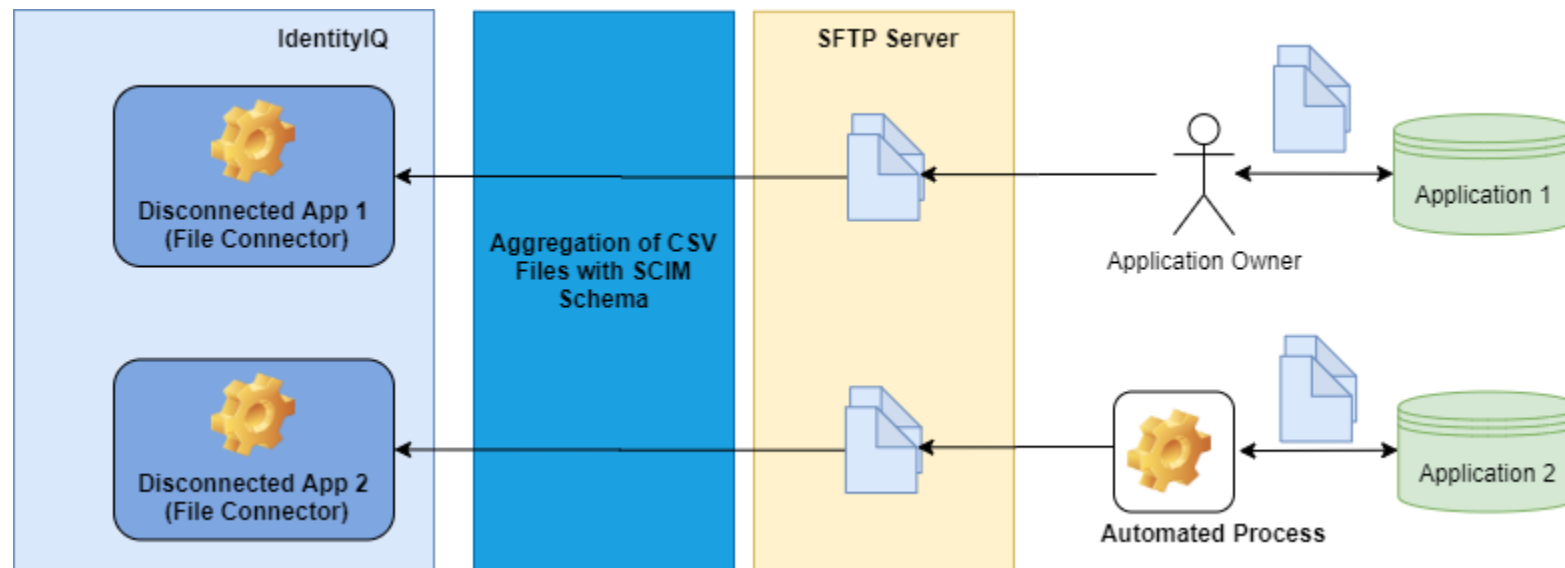 IdentityIQ
SFTP Server
Disconnected App 1
(File Connector)
Aggregation of CSV
Files with SCIM
Schema
Application Owner
Application 1
Disconnected App 2
(File Connector)
Automated Process
Application 2